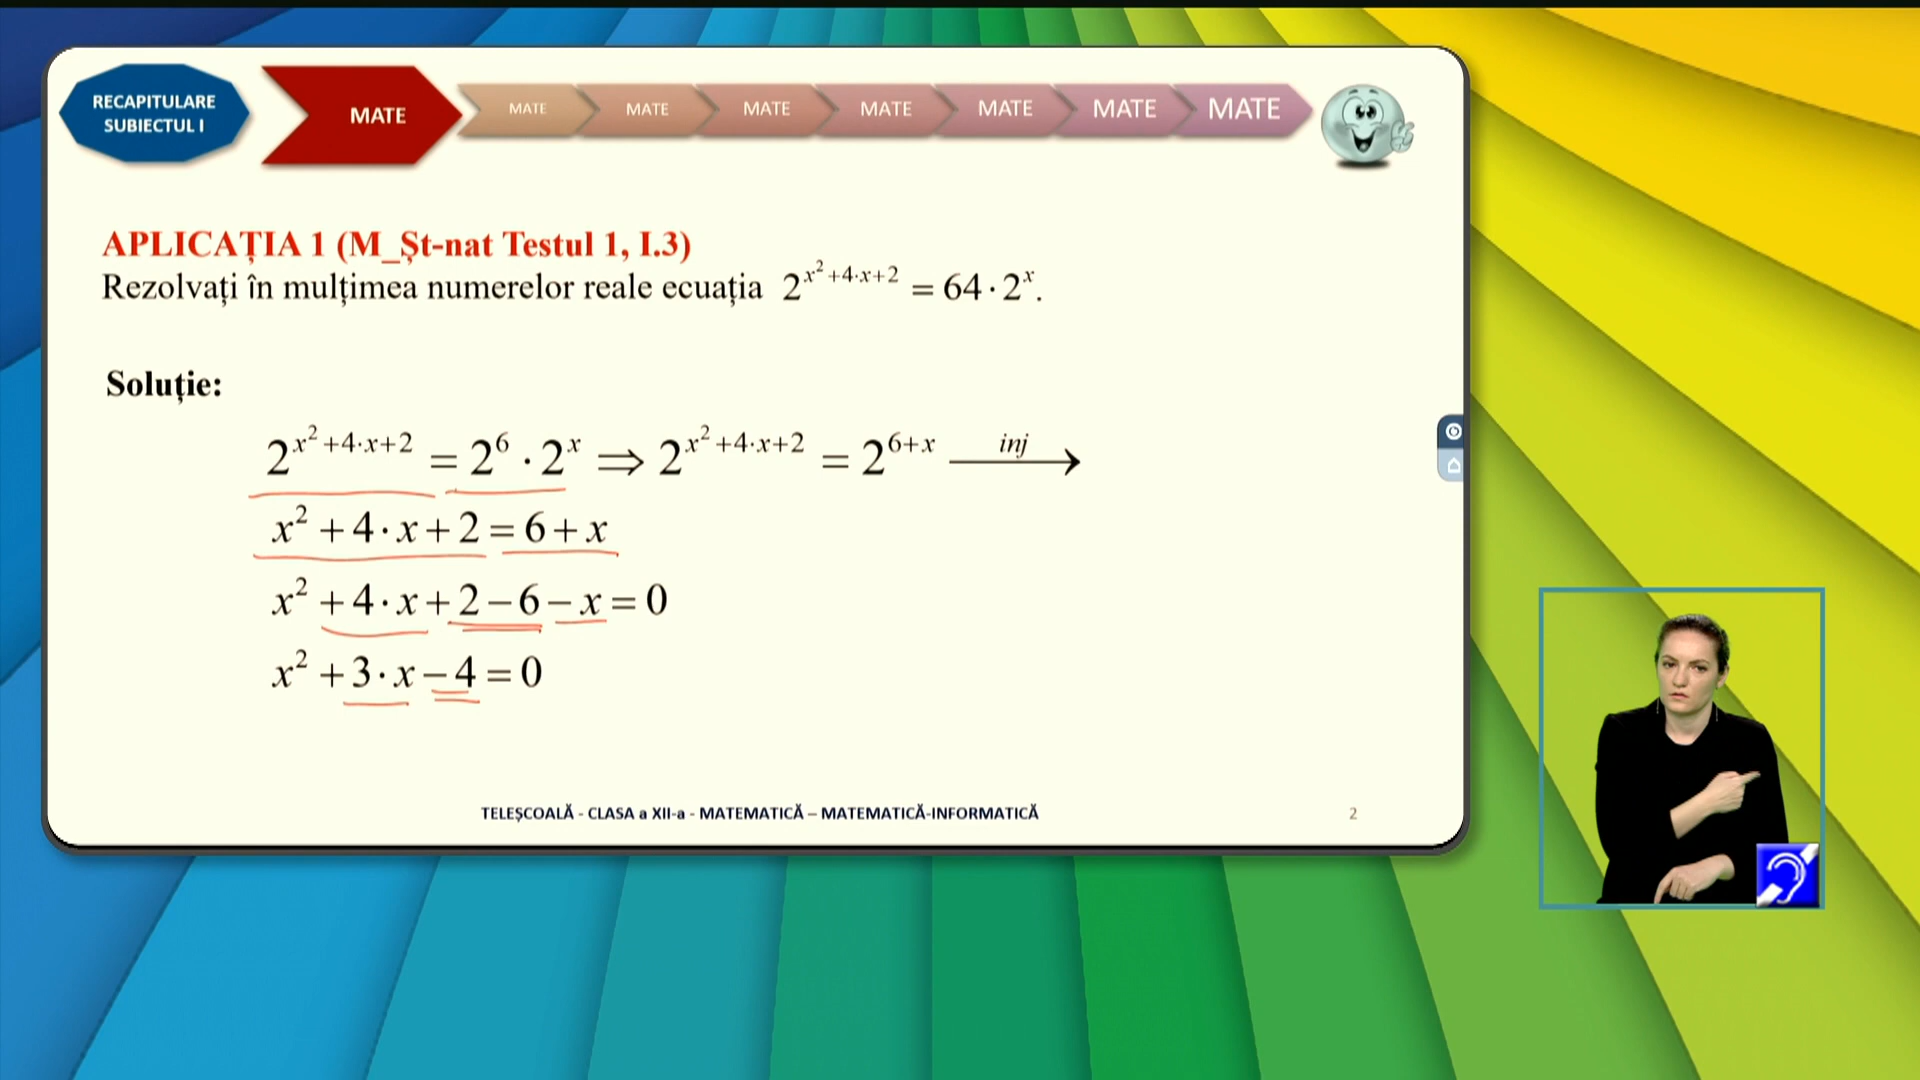 RECAPITULARE
SUBIECTUL I
MATE
MATE
MATE
MATE
MATE
MATE
MATE
MATE
APLICAȚIA 1 (M_Șt-nat Testul 1, I.3)
Rezolvați în mulțimea numerelor reale ecuația 2^{x²+4·x+2} = 64 · 2^x.
Soluție:
2^{x²+4·x+2} = 2^6 · 2^x ⇒ 2^{x²+4·x+2} = 2^{6+x} inj ⟶
x² + 4 · x + 2 = 6 + x
x² + 4 · x + 2 − 6 − x = 0
x² + 3 · x − 4 = 0
TELEȘCOALĂ - CLASA a XII-a - MATEMATICĂ – MATEMATICĂ-INFORMATICĂ
2